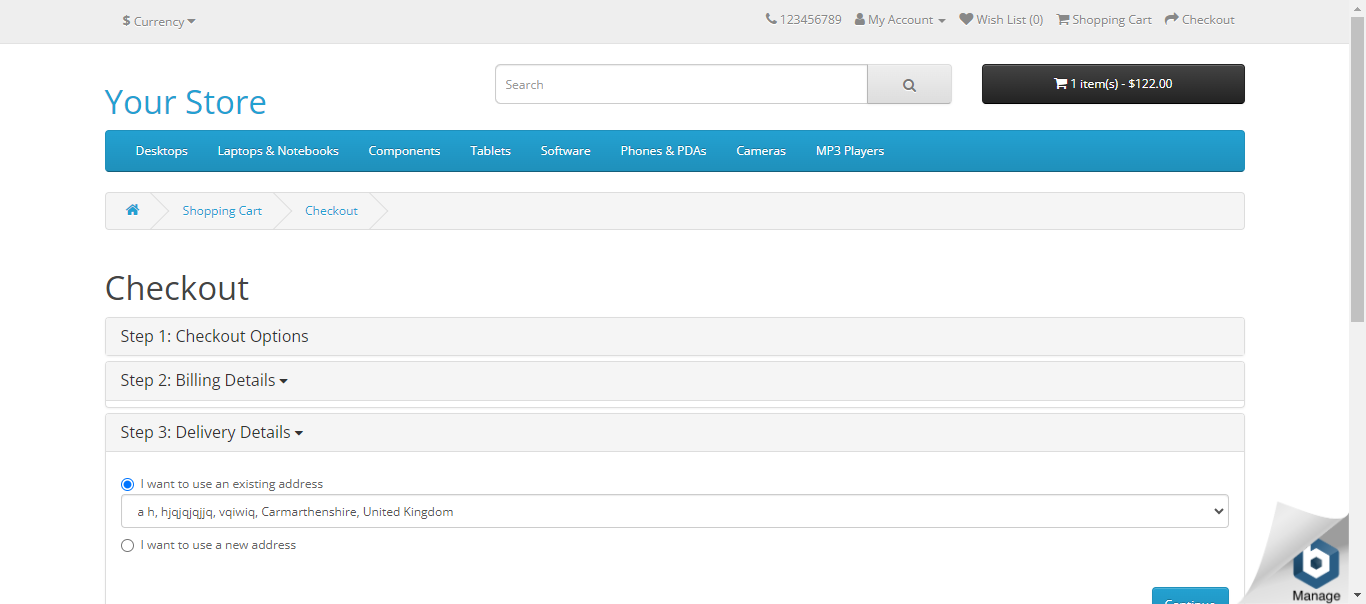 $ Currency
123456789 My Account Wish List (0) Shopping Cart Checkout
Your Store
Search
1 item(s) - $122.00
Desktops Laptops & Notebooks Components Tablets Software Phones & PDAs Cameras MP3 Players
Shopping Cart Checkout
Checkout
Step 1: Checkout Options
Step 2: Billing Details
Step 3: Delivery Details
I want to use an existing address
a h, hjqjqjqjjq, vqiwiq, Carmarthenshire, United Kingdom
I want to use a new address
Continue
b
Manage